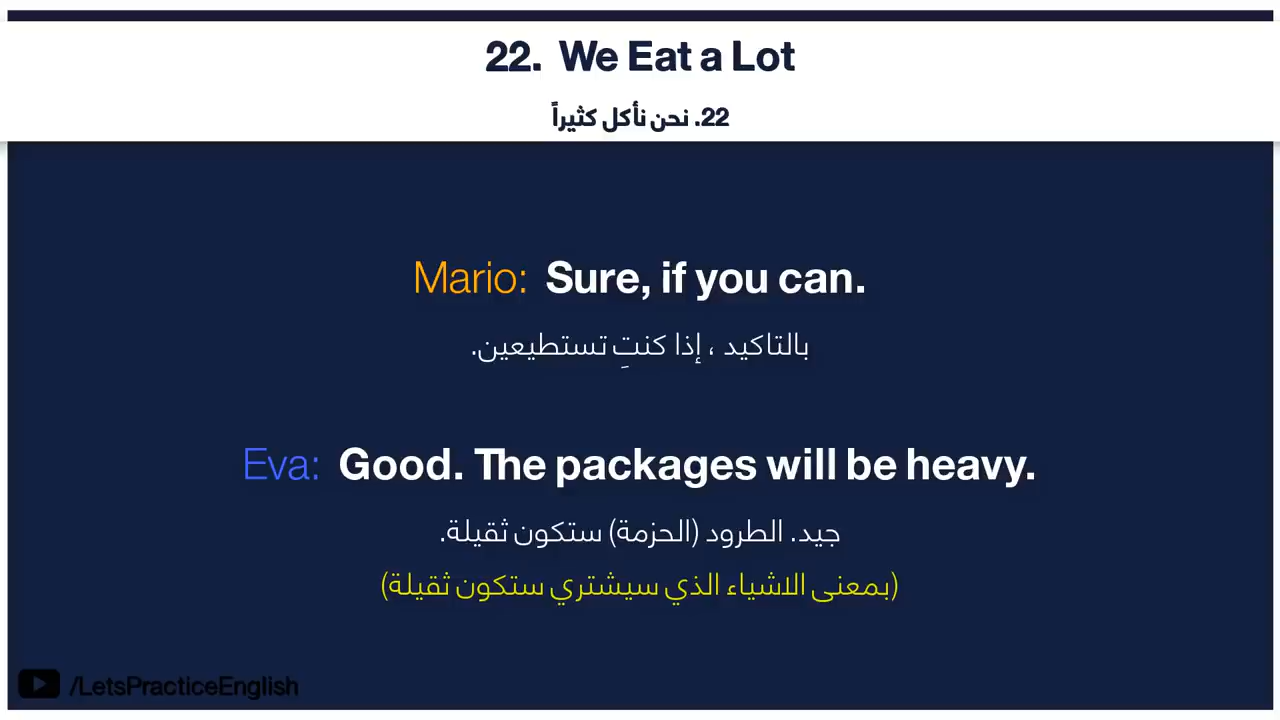 22. We Eat a Lot
22. نحن نأكل كثيراً
Mario: Sure, if you can.
بالتاكيد ، إذا كنتِ تستطيعين.
Eva: Good. The packages will be heavy.
جيد. الطرود (الحزمة) ستكون ثقيلة.
(بمعنى الاشياء الذي سيشتري ستكون ثقيلة)
/LetsPracticeEnglish